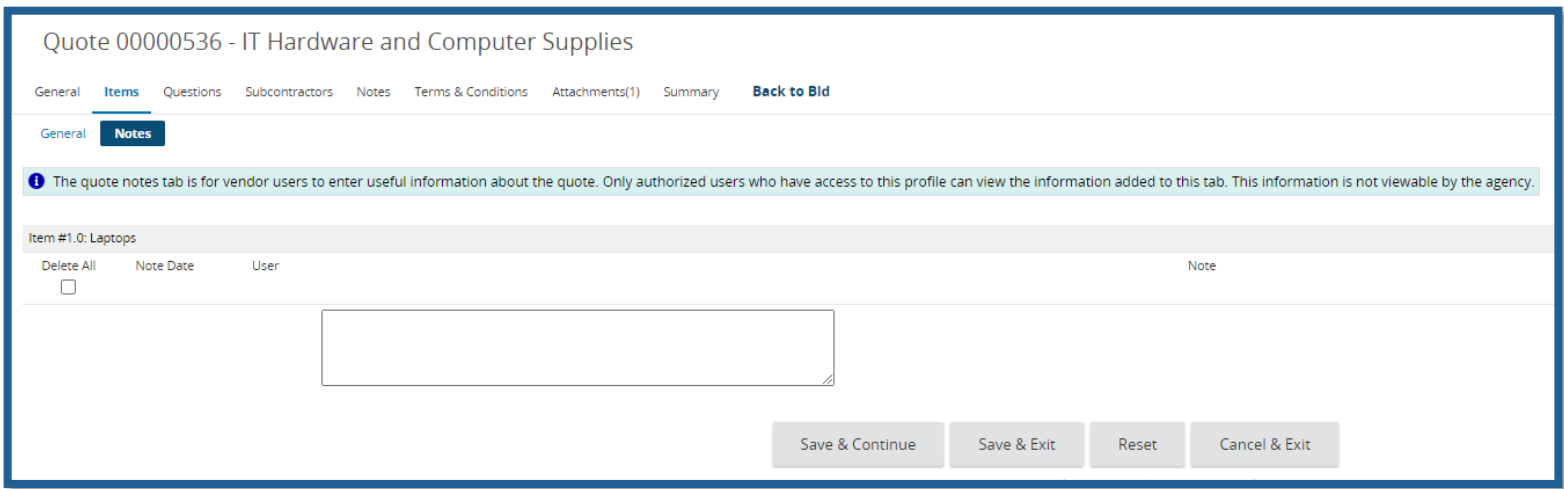 Quote 00000536 - IT Hardware and Computer Supplies
General Items Questions Subcontractors Notes Terms & Conditions Attachments(1) Summary Back to Bid
General Notes
The quote notes tab is for vendor users to enter useful information about the quote. Only authorized users who have access to this profile can view the information added to this tab. This information is not viewable by the agency.
Item #1.0: Laptops
Delete All Note Date User Note
Save & Continue Save & Exit Reset Cancel & Exit